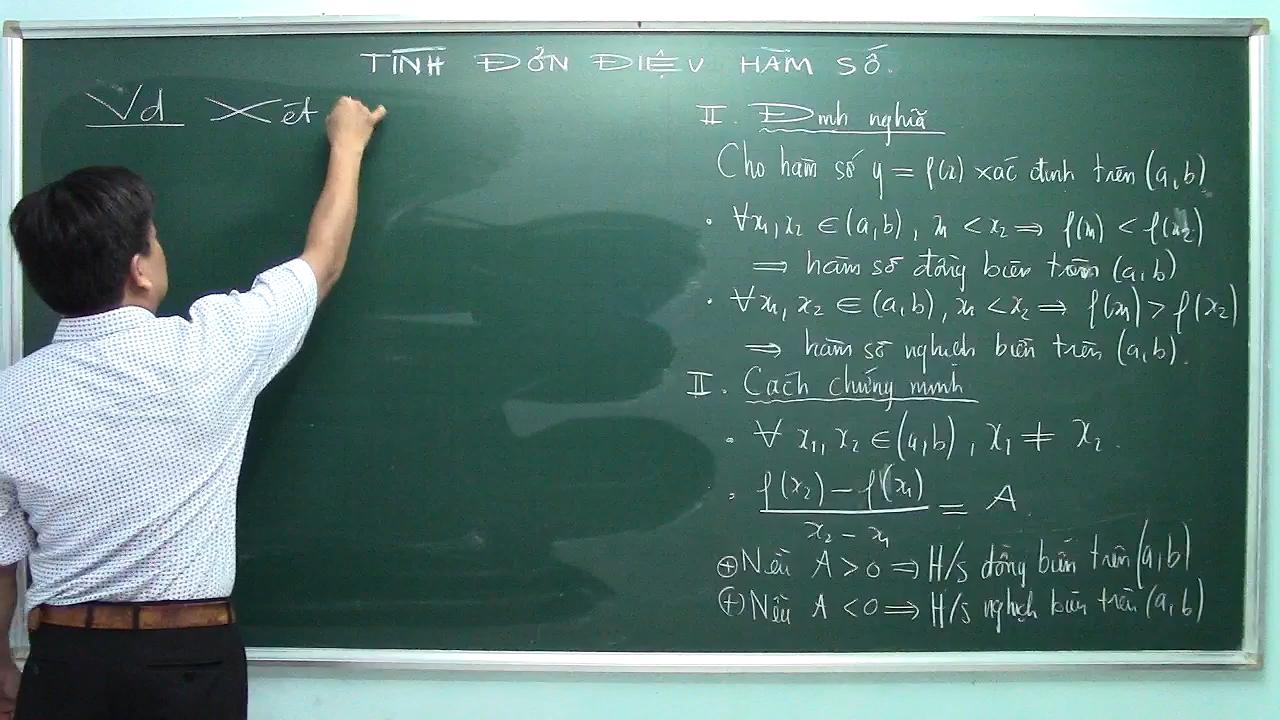 TÍNH ĐƠN ĐIỆU HÀM SỐ.
Vd Xét
II. Định nghĩa
Cho hàm số y = f(x) xác định trên (a,b)
• ∀x₁,x₂ ∈ (a,b), x₁ < x₂ ⟹ f(x₁) < f(x₂)
⟹ hàm số đồng biến trên (a,b)
• ∀x₁, x₂ ∈ (a,b), x₁ < x₂ ⟹ f(x₁) > f(x₂)
⟹ hàm số nghịch biến trên (a,b).
II. Cách chứng minh
• ∀ x₁, x₂ ∈ (a,b), x₁ ≠ x₂.
• f(x₂) − f(x₁) = A
x₂ − x₁
⊕ Nếu A > 0 ⟹ H/s đồng biến trên (a,b)
⊕ Nếu A < 0 ⟹ H/s nghịch biến trên (a,b)